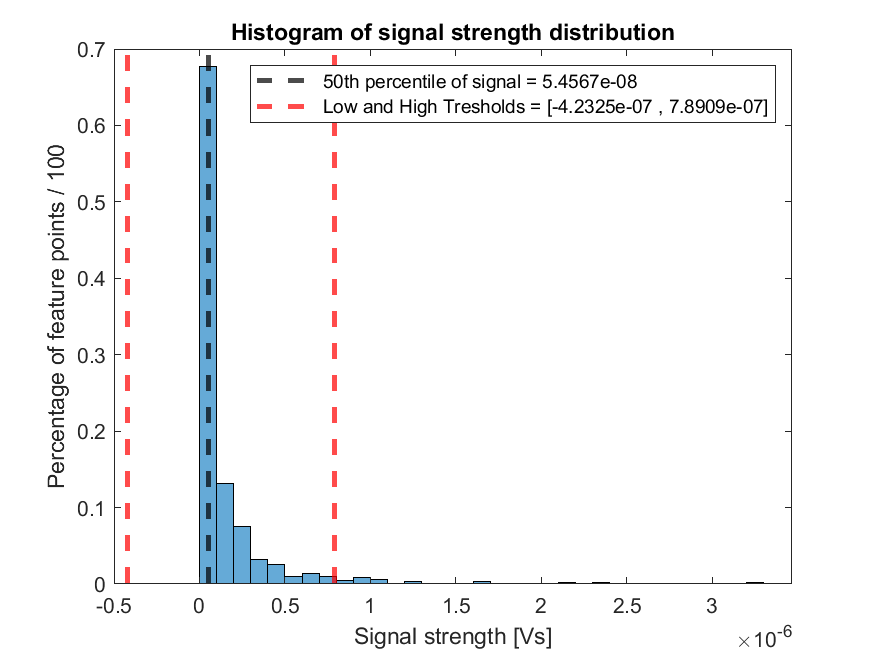 Histogram of signal strength distribution
50th percentile of signal = 5.4567e-08
Low and High Tresholds = [-4.2325e-07 , 7.8909e-07]
Percentage of feature points / 100
0.7
0.6
0.5
0.4
0.3
0.2
0.1
0
-0.5 0 0.5 1 1.5 2 2.5 3
Signal strength [Vs]
×10-6